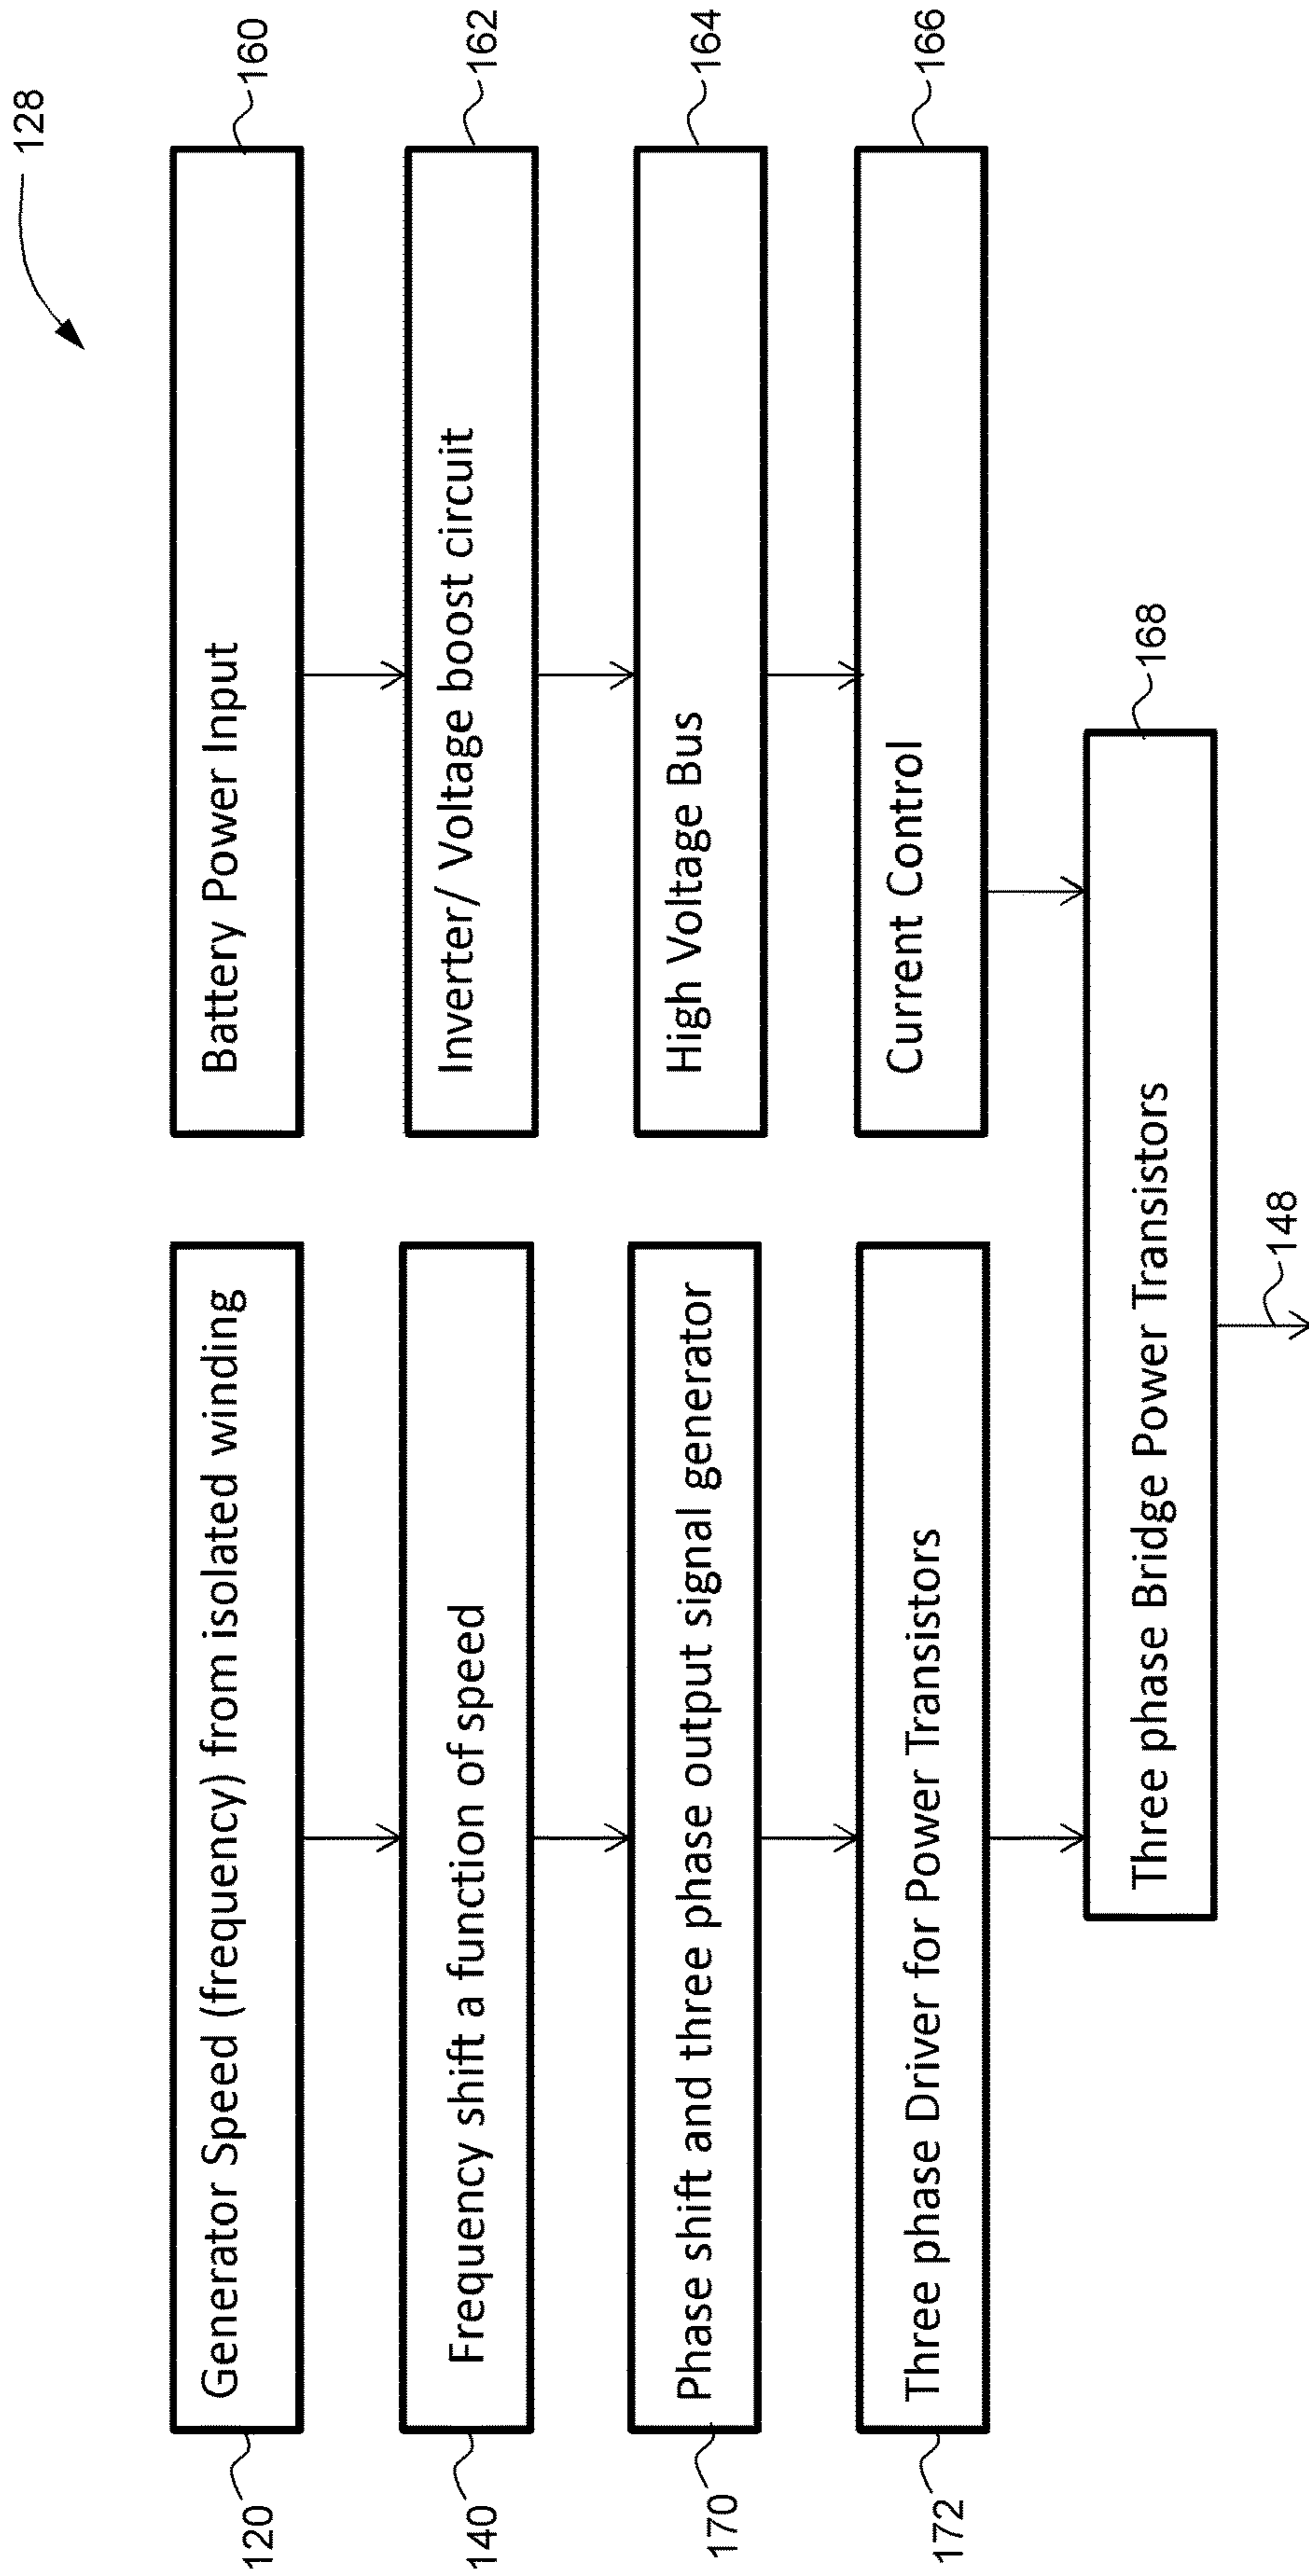 128
120
Generator Speed (frequency) from isolated winding
140
Frequency shift a function of speed
170
Phase shift and three phase output signal generator
172
Three phase Driver for Power Transistors
Battery Power Input
160
Inverter/ Voltage boost circuit
162
High Voltage Bus
164
Current Control
166
Three phase Bridge Power Transistors
168
148